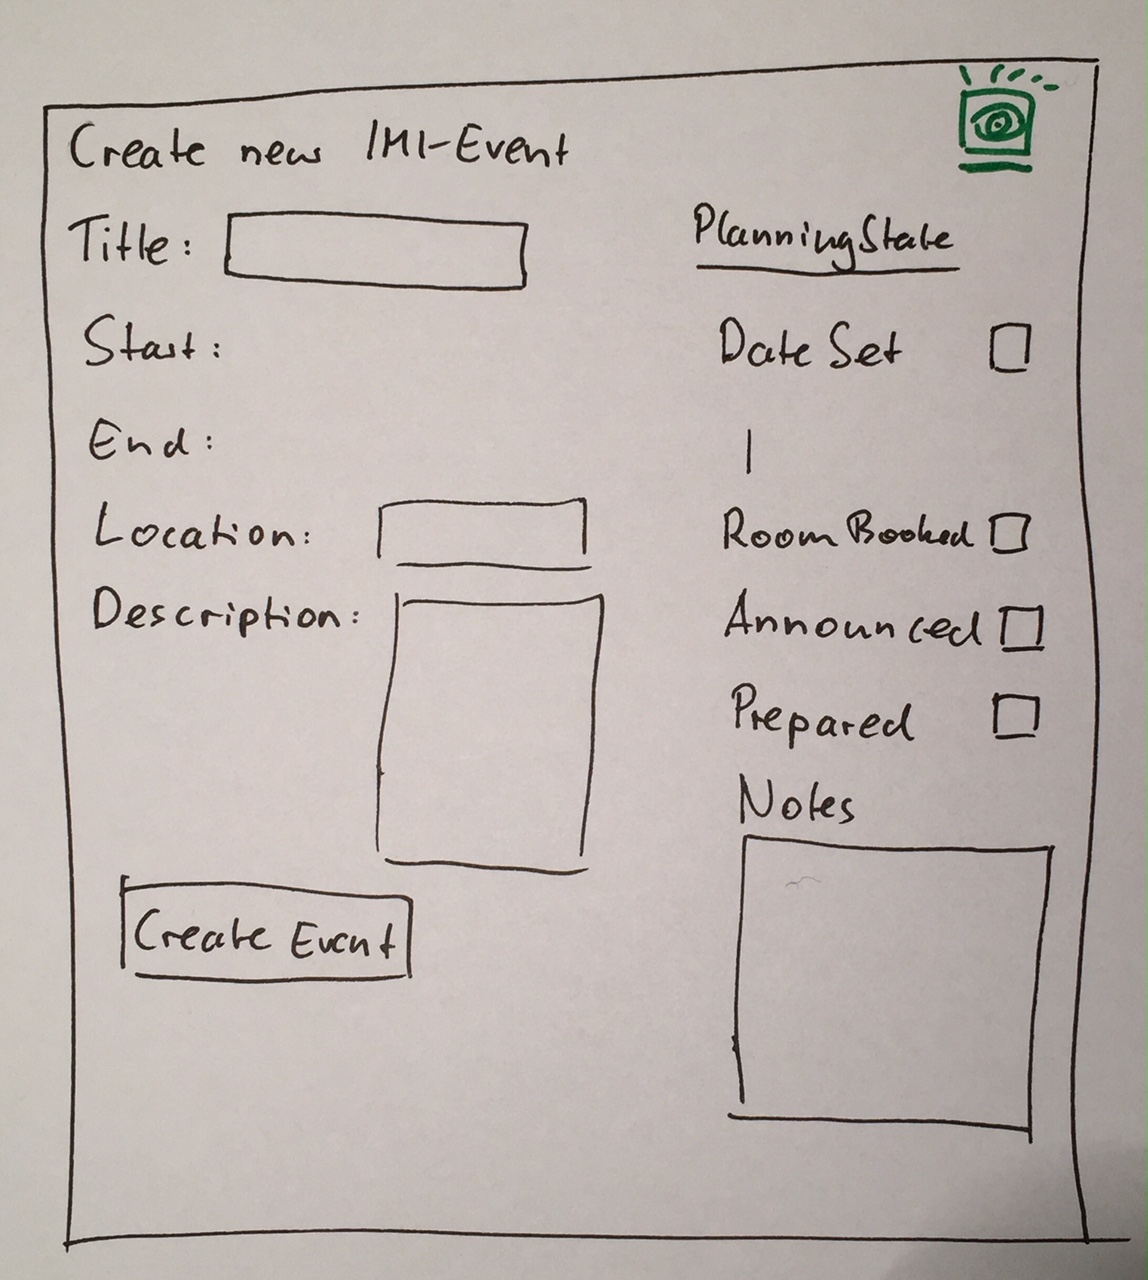 Create new IMI-Event
Title:
Start:
End:
Location:
Description:
Create Event
PlanningState
Date Set
|
Room Booked
Announced
Prepared
Notes